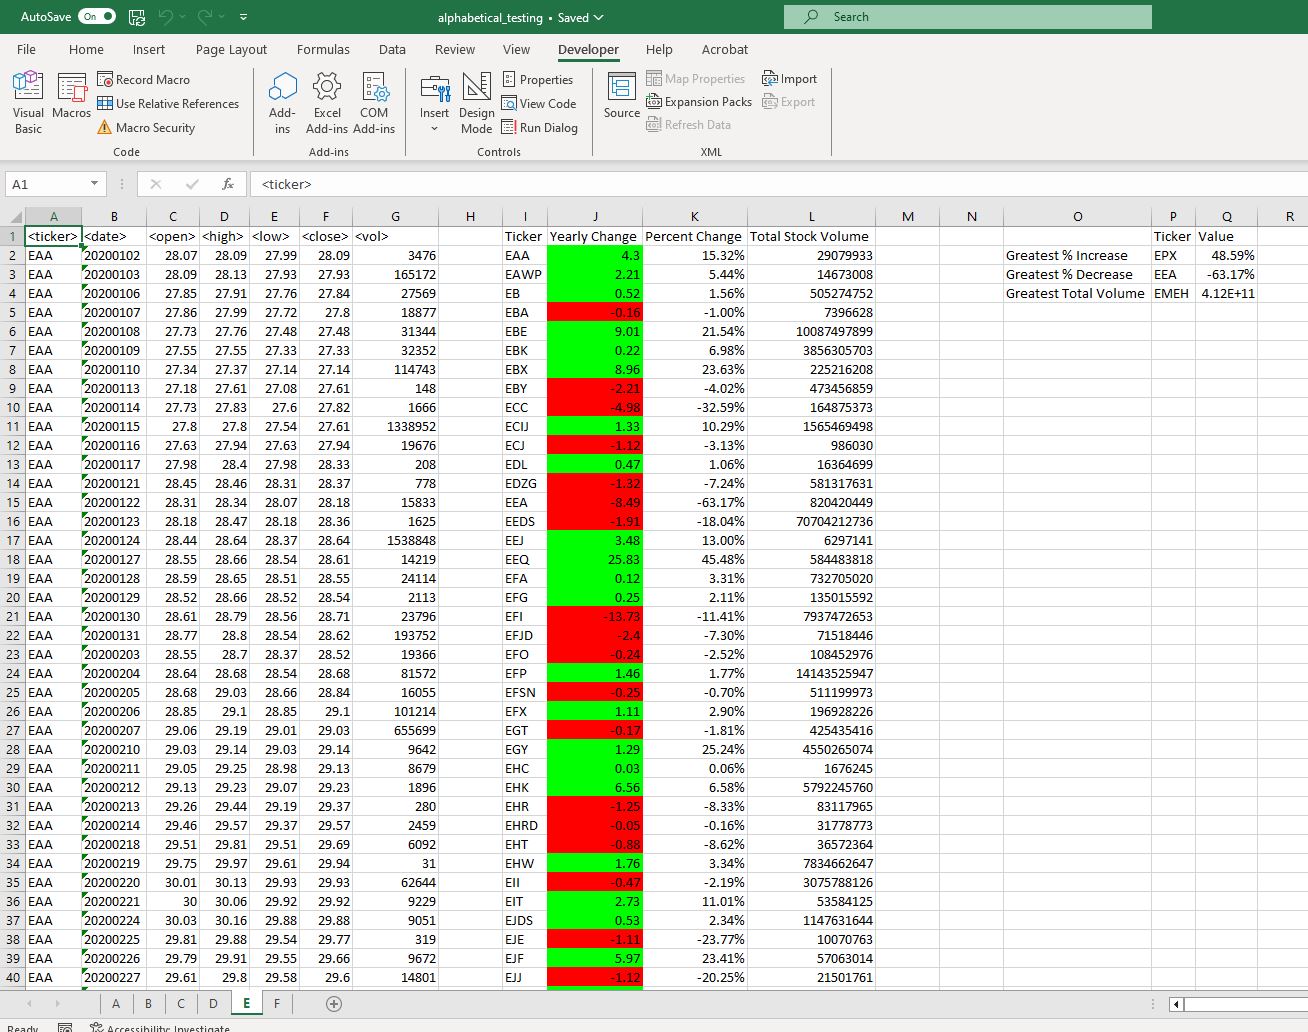 AutoSave On alphabetical_testing • Saved Search
File Home Insert Page Layout Formulas Data Review View Developer Help Acrobat
Visual Basic
Macros
Record Macro
Use Relative References
Macro Security
Code
Add-ins
Excel Add-ins
COM Add-ins
Add-ins
Insert
Design Mode
Properties
View Code
Run Dialog
Controls
Source
Map Properties
Expansion Packs
Refresh Data
Import
Export
XML
A1 fx <ticker>
A B C D E F G H I J K L M N O P Q R
1 <ticker> <date> <open> <high> <low> <close> <vol> Ticker Yearly Change Percent Change Total Stock Volume Ticker Value
2 EAA 20200102 28.07 28.09 27.99 28.09 3476 EAA 4.3 15.32% 29079933 Greatest % Increase EPX 48.59%
3 EAA 20200103 28.09 28.13 27.93 27.93 165172 EAWP 2.21 5.44% 14673008 Greatest % Decrease EEA -63.17%
4 EAA 20200106 27.85 27.91 27.76 27.84 27569 EB 0.52 1.56% 505274752 Greatest Total Volume EMEH 4.12E+11
5 EAA 20200107 27.86 27.99 27.72 27.8 18877 EBA -0.16 -1.00% 7396628
6 EAA 20200108 27.73 27.76 27.48 27.48 31344 EBE 9.01 21.54% 10087497899
7 EAA 20200109 27.55 27.55 27.33 27.33 32352 EBK 0.22 6.98% 3856305703
8 EAA 20200110 27.34 27.37 27.14 27.14 114743 EBX 8.96 23.63% 225216208
9 EAA 20200113 27.18 27.61 27.08 27.61 148 EBY -2.21 -4.02% 473456859
10 EAA 20200114 27.73 27.83 27.6 27.82 1666 ECC -4.98 -32.59% 164875373
11 EAA 20200115 27.8 27.8 27.54 27.61 1338952 ECIJ 1.33 10.29% 1565469498
12 EAA 20200116 27.63 27.94 27.63 27.94 19676 ECJ -1.12 -3.13% 986030
13 EAA 20200117 27.98 28.4 27.98 28.33 208 EDL 0.47 1.06% 16364699
14 EAA 20200121 28.45 28.46 28.31 28.37 778 EDZG -1.32 -7.24% 581317631
15 EAA 20200122 28.31 28.34 28.07 28.18 15833 EEA -8.49 -63.17% 820420449
16 EAA 20200123 28.18 28.47 28.18 28.36 1625 EEDS -1.91 -18.04% 70704212736
17 EAA 20200124 28.44 28.64 28.37 28.64 1538848 EEJ 3.48 13.00% 6297141
18 EAA 20200127 28.55 28.66 28.54 28.61 14219 EEQ 25.83 45.48% 584483818
19 EAA 20200128 28.59 28.65 28.51 28.55 24114 EFA 0.12 3.31% 732705020
20 EAA 20200129 28.52 28.66 28.52 28.54 2113 EFG 0.25 2.11% 135015592
21 EAA 20200130 28.61 28.79 28.56 28.71 23796 EFI -13.73 -11.41% 7937472653
22 EAA 20200131 28.77 28.8 28.54 28.62 193752 EFJD -2.4 -7.30% 71518446
23 EAA 20200203 28.55 28.7 28.37 28.52 19366 EFO -0.24 -2.52% 108452976
24 EAA 20200204 28.64 28.68 28.54 28.68 81572 EFP 1.46 1.77% 14143525947
25 EAA 20200205 28.68 29.03 28.66 28.84 16055 EFSN -0.25 -0.70% 511199973
26 EAA 20200206 28.85 29.1 28.85 29.1 101214 EFX 1.11 2.90% 196928226
27 EAA 20200207 29.06 29.19 29.01 29.03 655699 EGT -0.17 -1.81% 425435416
28 EAA 20200210 29.03 29.14 29.03 29.14 9642 EGY 1.29 25.24% 4550265074
29 EAA 20200211 29.05 29.25 28.98 29.13 8679 EHC 0.03 0.06% 1676245
30 EAA 20200212 29.13 29.23 29.07 29.23 1896 EHK 6.56 6.58% 5792245760
31 EAA 20200213 29.26 29.44 29.19 29.37 280 EHR -1.25 -8.33% 83117965
32 EAA 20200214 29.46 29.57 29.37 29.57 2459 EHRD -0.05 -0.16% 31778773
33 EAA 20200218 29.51 29.81 29.51 29.69 6092 EHT -0.88 -8.62% 36572364
34 EAA 20200219 29.75 29.97 29.61 29.94 31 EHW 1.76 3.34% 7834662647
35 EAA 20200220 30.01 30.13 29.93 29.93 62644 EII -0.47 -2.19% 3075788126
36 EAA 20200221 30 30.06 29.92 29.92 9229 EIT 2.73 11.01% 53584125
37 EAA 20200224 30.03 30.16 29.88 29.88 9051 EJDS 0.53 2.34% 1147631644
38 EAA 20200225 29.81 29.88 29.54 29.77 319 EJE -1.11 -23.77% 10070763
39 EAA 20200226 29.79 29.91 29.55 29.66 9672 EJF 5.97 23.41% 57063014
40 EAA 20200227 29.61 29.8 29.58 29.6 14801 EJJ -1.12 -20.25% 21501761
A B C D E F
Ready Accessibility: Investigate